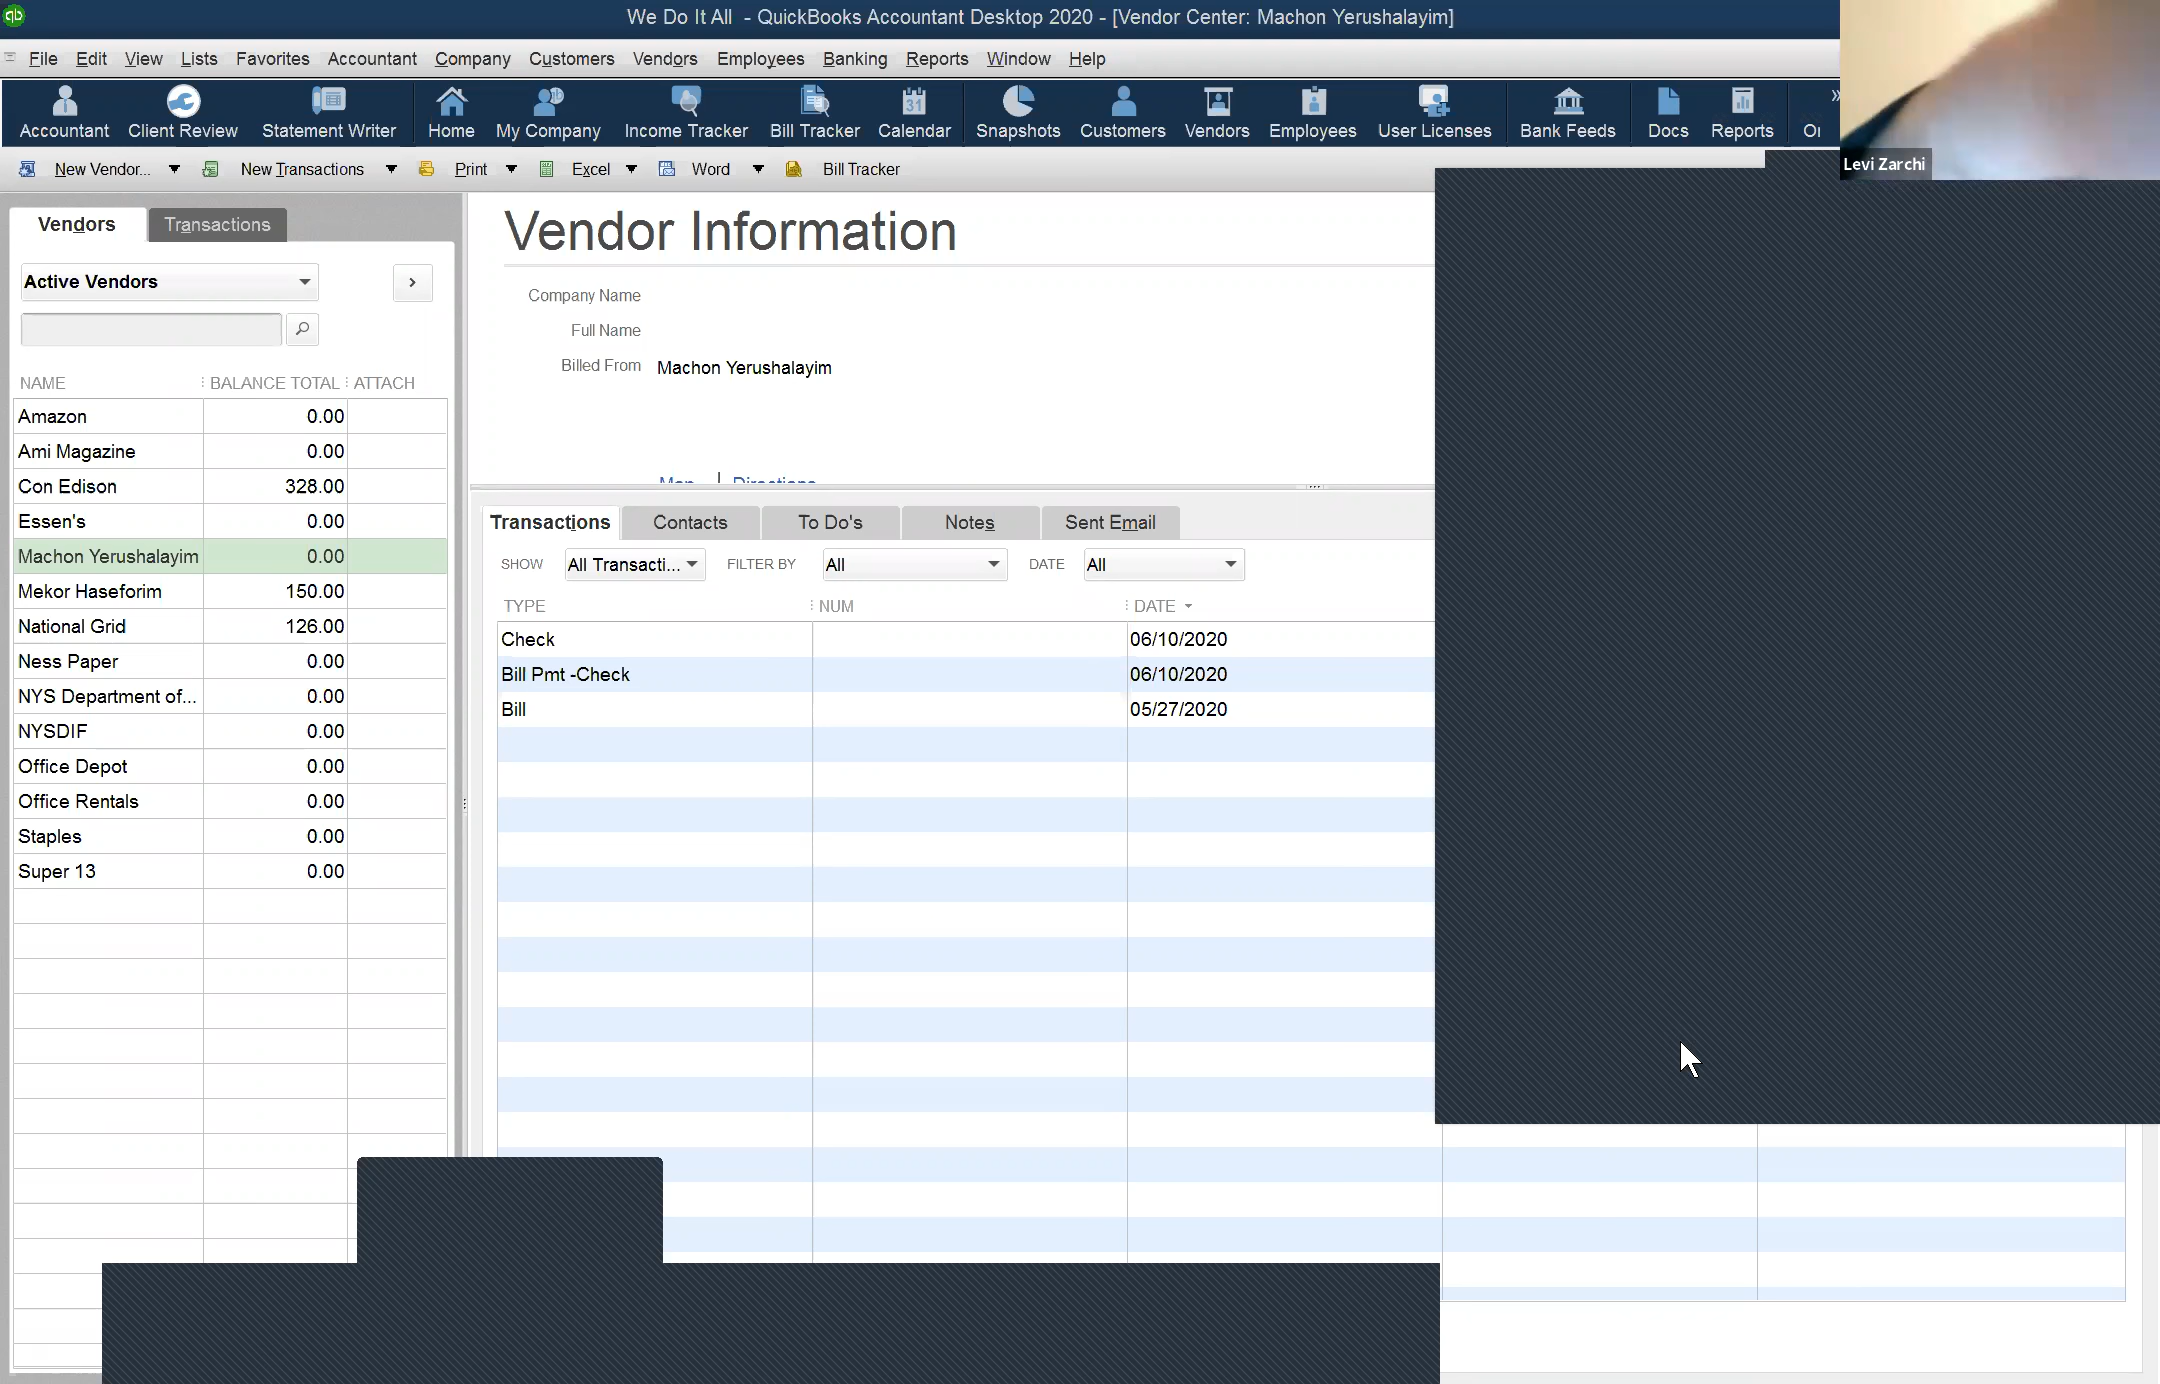 We Do It All - QuickBooks Accountant Desktop 2020 - [Vendor Center: Machon Yerushalayim]
File Edit View Lists Favorites Accountant Company Customers Vendors Employees Banking Reports Window Help
Accountant Client Review Statement Writer Home My Company Income Tracker Bill Tracker Calendar Snapshots Customers Vendors Employees User Licenses Bank Feeds Docs Reports
Levi Zarchi
New Vendor... New Transactions Print Excel Word Bill Tracker
Vendors Transactions
Active Vendors
NAME BALANCE TOTAL ATTACH
Amazon 0.00
Ami Magazine 0.00
Con Edison 328.00
Essen's 0.00
Machon Yerushalayim 0.00
Mekor Haseforim 150.00
National Grid 126.00
Ness Paper 0.00
NYS Department of... 0.00
NYSDIF 0.00
Office Depot 0.00
Office Rentals 0.00
Staples 0.00
Super 13 0.00
Vendor Information
Company Name
Full Name
Billed From Machon Yerushalayim
Map | Directions
Transactions Contacts To Do's Notes Sent Email
SHOW All Transacti... FILTER BY All DATE All
TYPE NUM DATE
Check 06/10/2020
Bill Pmt -Check 06/10/2020
Bill 05/27/2020